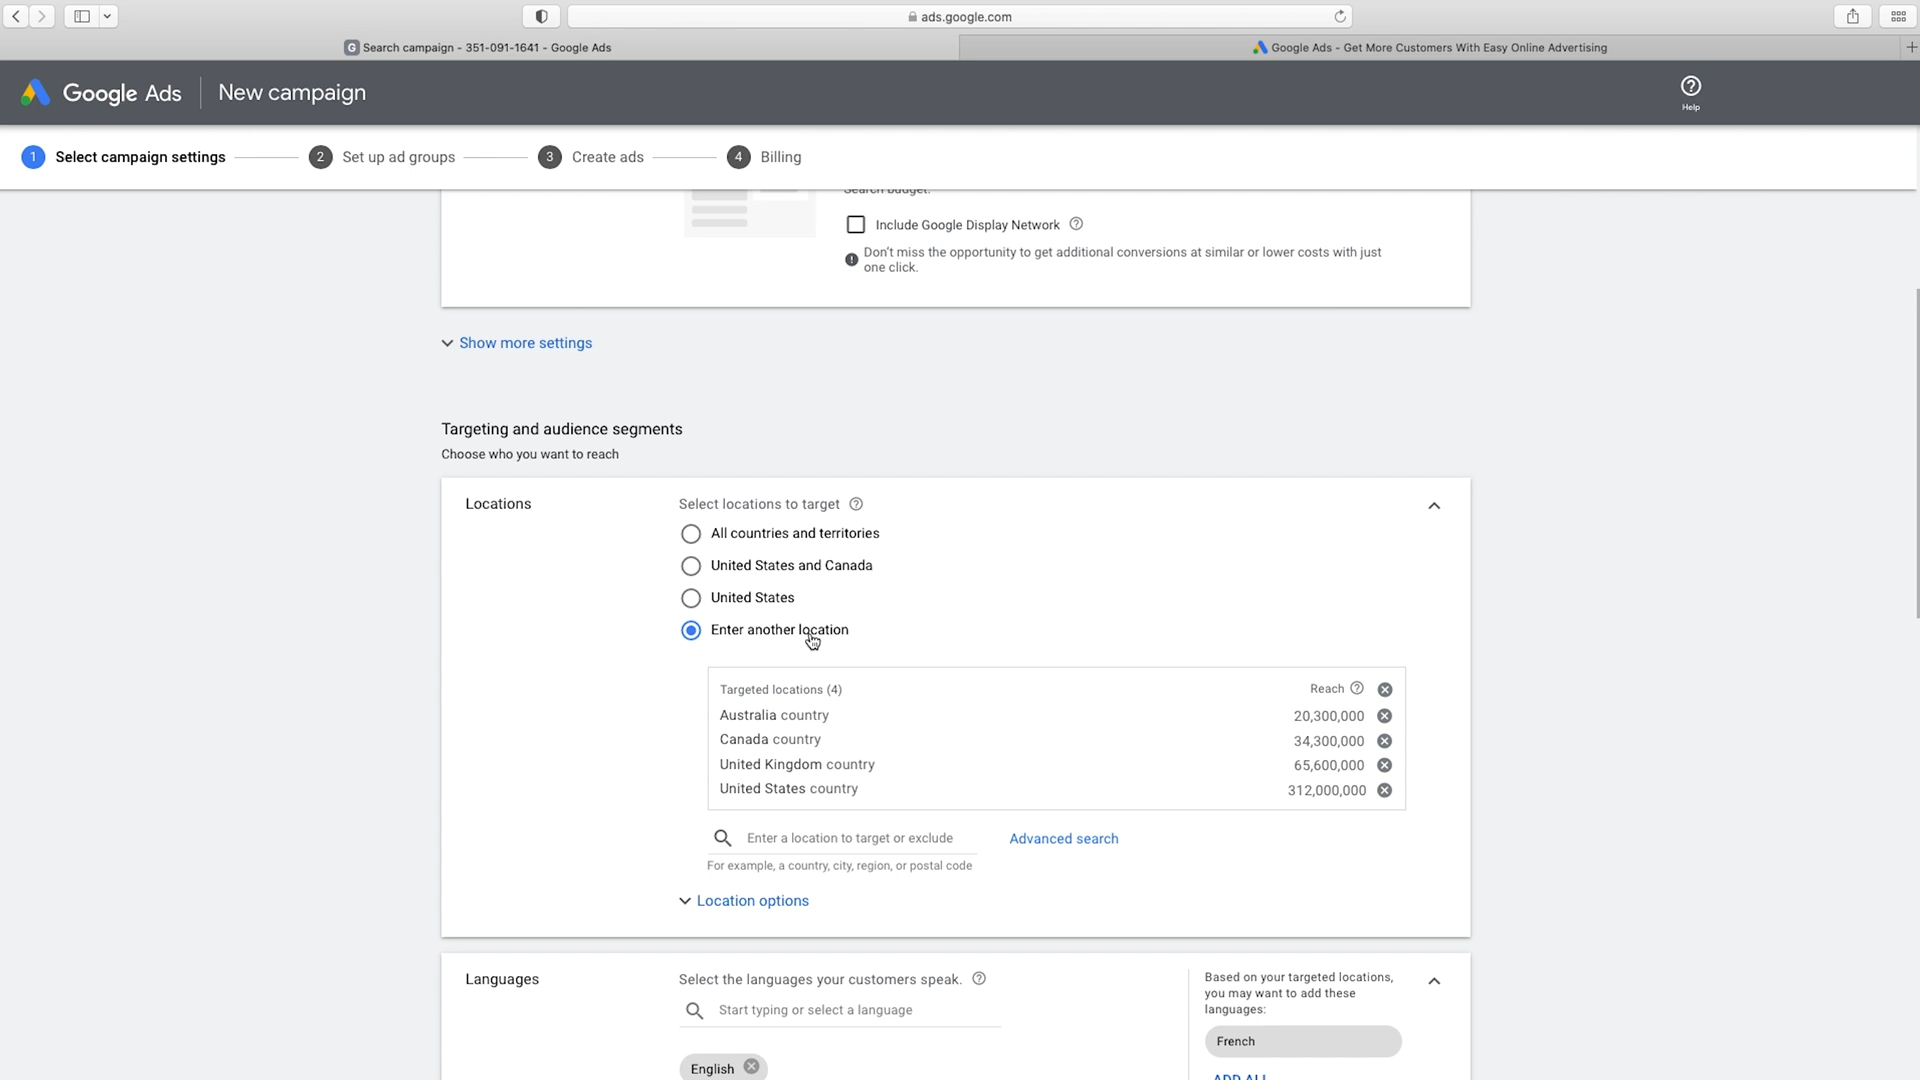 ads.google.com
G Search campaign - 351-091-1641 - Google Ads
Google Ads - Get More Customers With Easy Online Advertising
Google Ads New campaign
Help
1 Select campaign settings 2 Set up ad groups 3 Create ads 4 Billing
Search budget.
Include Google Display Network
Don't miss the opportunity to get additional conversions at similar or lower costs with just
one click.
Show more settings
Targeting and audience segments
Choose who you want to reach
Locations
Select locations to target
All countries and territories
United States and Canada
United States
Enter another location
Targeted locations (4) Reach
Australia country 20,300,000
Canada country 34,300,000
United Kingdom country 65,600,000
United States country 312,000,000
Enter a location to target or exclude Advanced search
For example, a country, city, region, or postal code
Location options
Languages
Select the languages your customers speak.
Start typing or select a language
English
Based on your targeted locations,
you may want to add these
languages:
French
ADD ALL